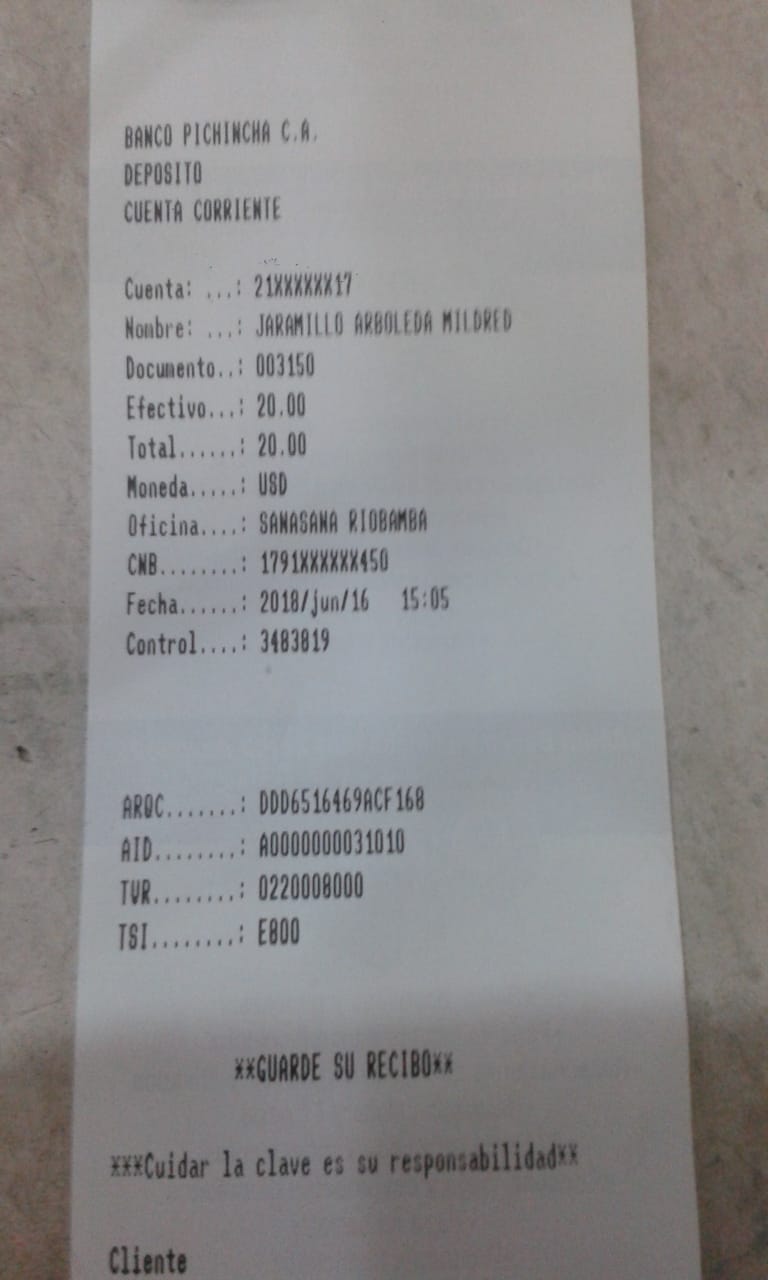 BANCO PICHINCHA C.A.
DEPOSITO
CUENTA CORRIENTE
Cuenta: ...: 21XXXXXX17
Nombre: ...: JARAMILLO ARBOLEDA MILDRED
Documento..: 003150
Efectivo...: 20.00
Total......: 20.00
Moneda.....: USD
Oficina....: SANASANA RIOBAMBA
CNB........: 1791XXXXXX450
Fecha......: 2018/jun/16 15:05
Control....: 3483819
ARQC.......: DDD6516469ACF168
AID........: A0000000031010
TVR........: 0220008000
TSI........: E800
**GUARDE SU RECIBO**
***Cuidar la clave es su responsabilidad**
Cliente